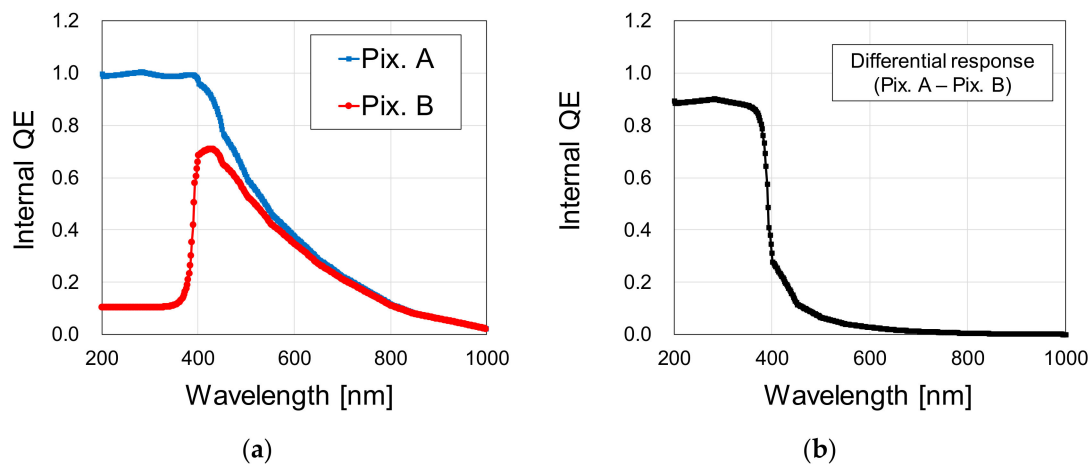 1.2
1.0
0.8
0.6
0.4
0.2
0.0
Internal QE
Pix. A
Pix. B
200 400 600 800 1000
Wavelength [nm]
(a)
1.2
1.0
0.8
0.6
0.4
0.2
0.0
Internal QE
Differential response
(Pix. A – Pix. B)
200 400 600 800 1000
Wavelength [nm]
(b)